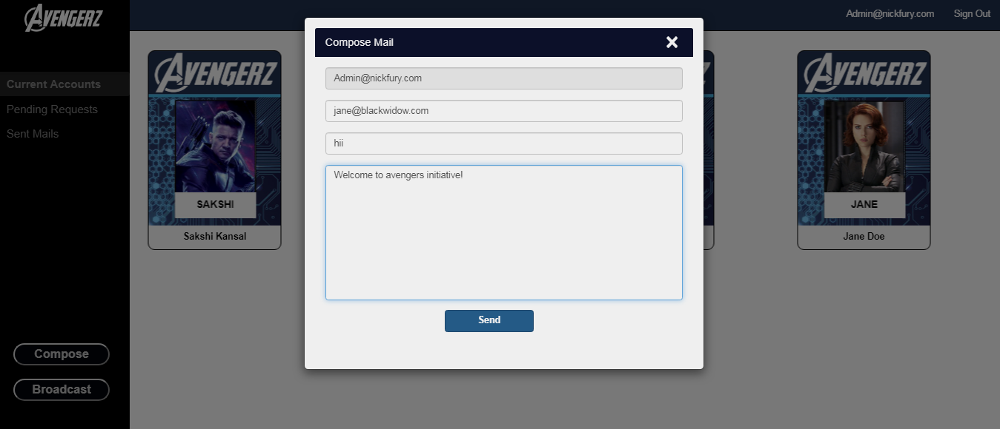 AVENGERZ
Admin@nickfury.com
Sign Out
Current Accounts
Pending Requests
Sent Mails
Compose
Broadcast
Compose Mail
Admin@nickfury.com
jane@blackwidow.com
hii
Welcome to avengers initiative!
Send
AVENGERZ
SAKSHI
Sakshi Kansal
AVENGERZ
JANE
Jane Doe